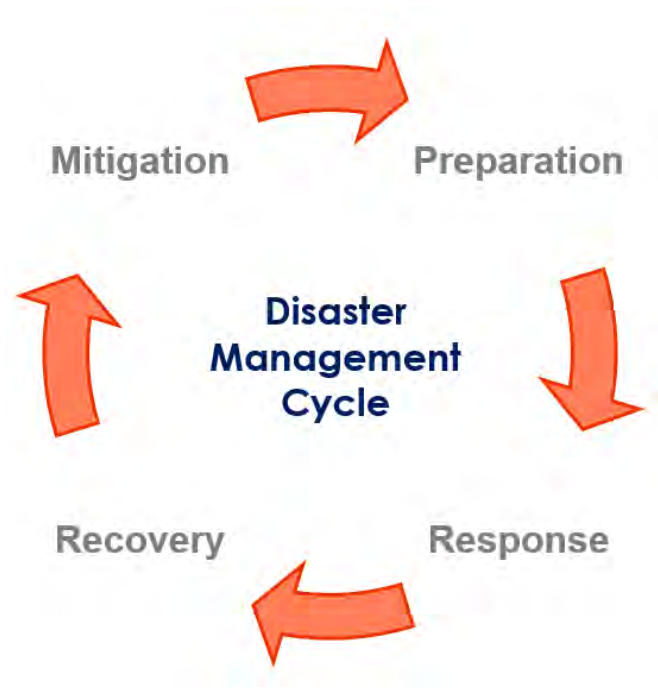 Mitigation
Preparation
Disaster
Management
Cycle
Recovery
Response